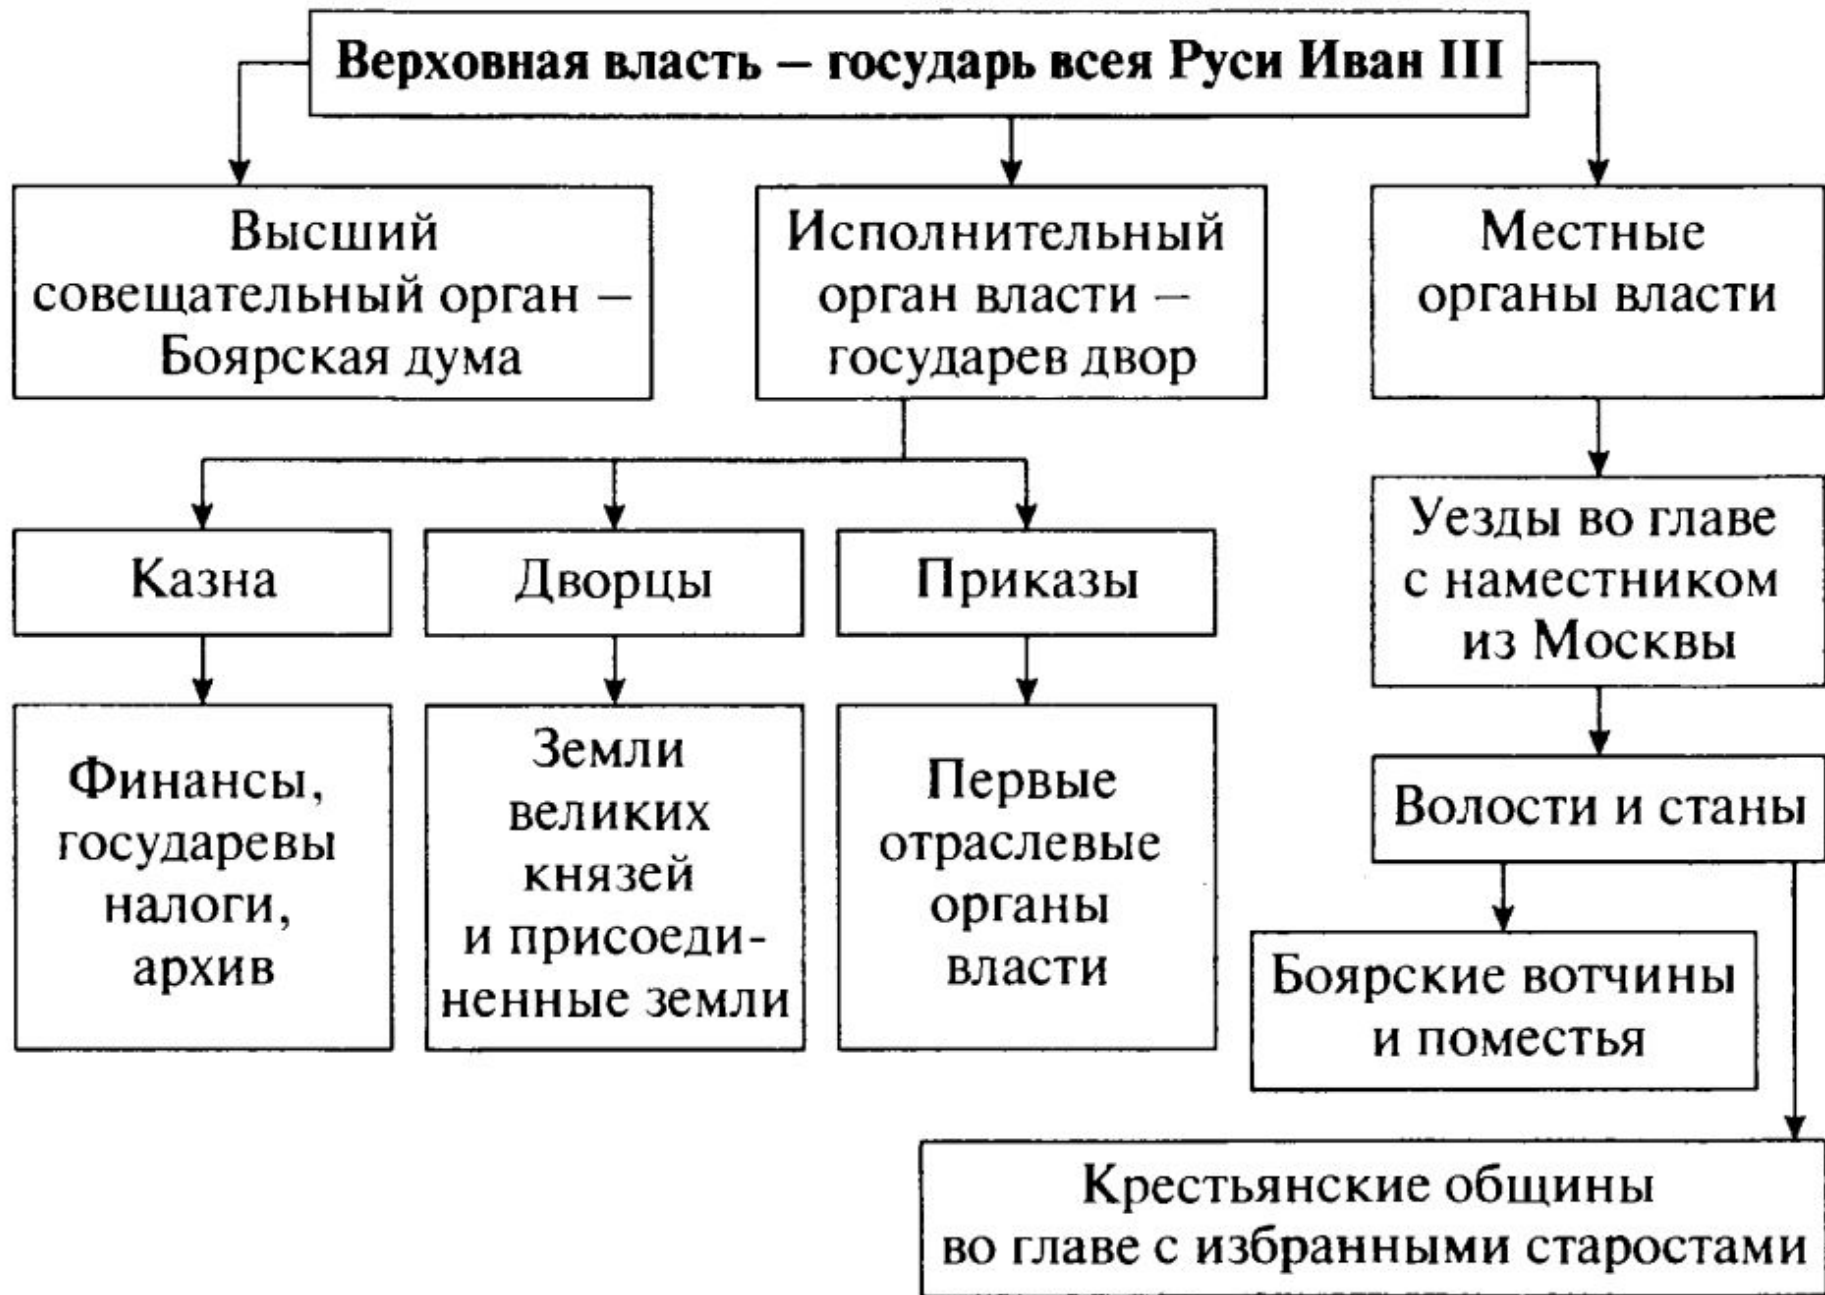 Верховная власть – государь всея Руси Иван III
Высший
совещательный орган –
Боярская дума
Исполнительный
орган власти –
государев двор
Местные
органы власти
Казна
Дворцы
Приказы
Уезды во главе
с наместником
из Москвы
Финансы,
государевы
налоги,
архив
Земли
великих
князей
и присоеди-
ненные земли
Первые
отраслевые
органы
власти
Волости и станы
Боярские вотчины
и поместья
Крестьянские общины
во главе с избранными старостами